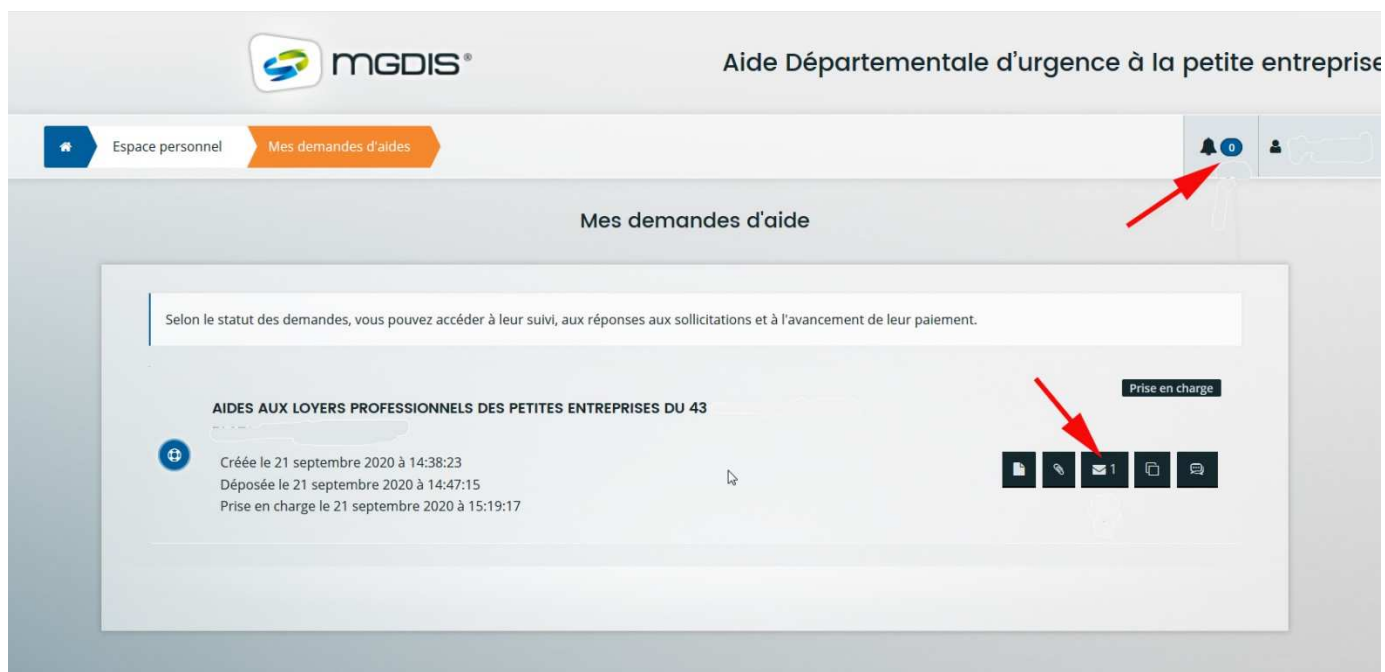 mgdis®
Aide Départementale d'urgence à la petite entreprise
Espace personnel
Mes demandes d'aides
0
Mes demandes d'aide
Selon le statut des demandes, vous pouvez accéder à leur suivi, aux réponses aux sollicitations et à l'avancement de leur paiement.
Prise en charge
AIDES AUX LOYERS PROFESSIONNELS DES PETITES ENTREPRISES DU 43
Créée le 21 septembre 2020 à 14:38:23
Déposée le 21 septembre 2020 à 14:47:15
Prise en charge le 21 septembre 2020 à 15:19:17
1